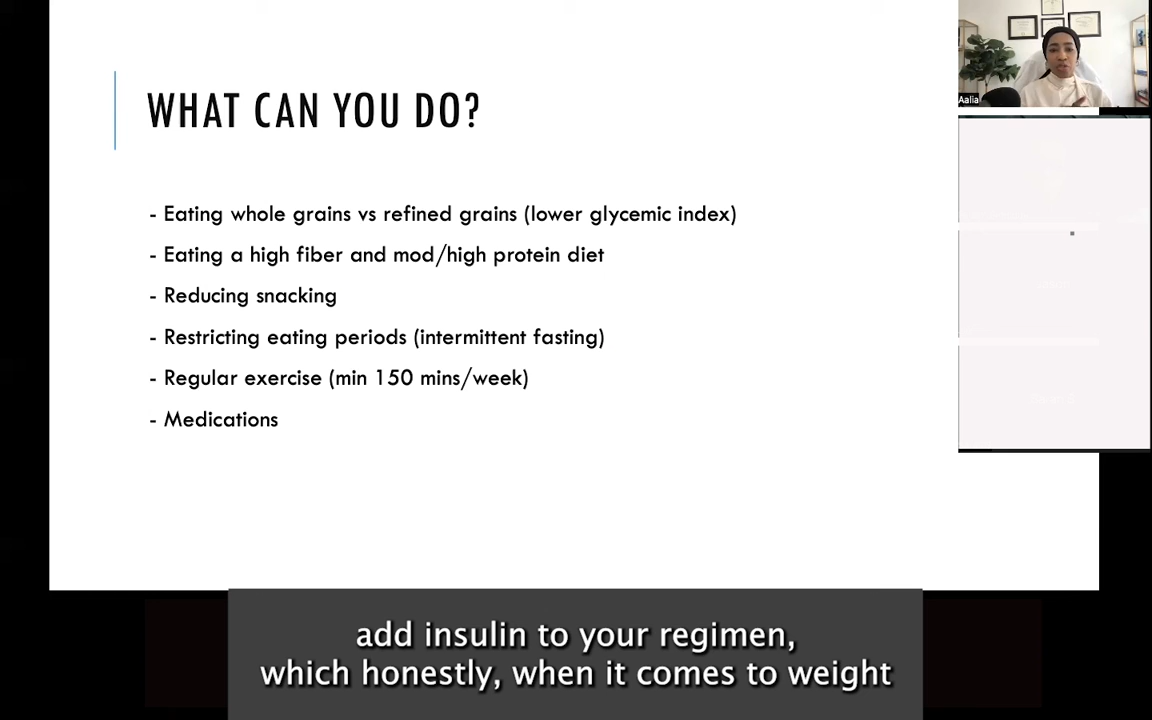 WHAT CAN YOU DO?
- Eating whole grains vs refined grains (lower glycemic index)
- Eating a high fiber and mod/high protein diet
- Reducing snacking
- Restricting eating periods (intermittent fasting)
- Regular exercise (min 150 mins/week)
- Medications
Aalia
add insulin to your regimen,
which honestly, when it comes to weight